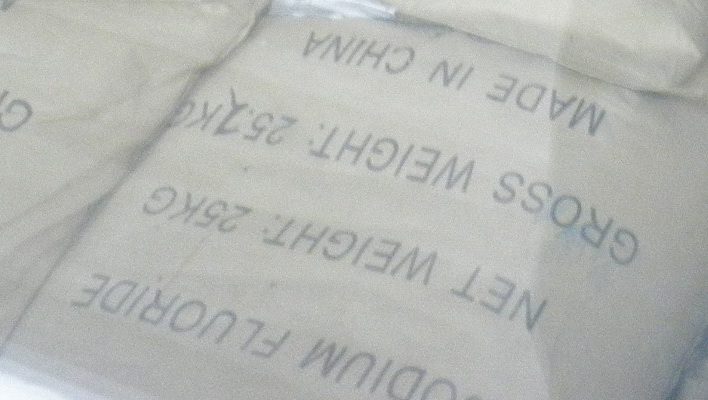 SODIUM FLUORIDE
NET WEIGHT: 25KG
GROSS WEIGHT: 25.2KG
MADE IN CHINA